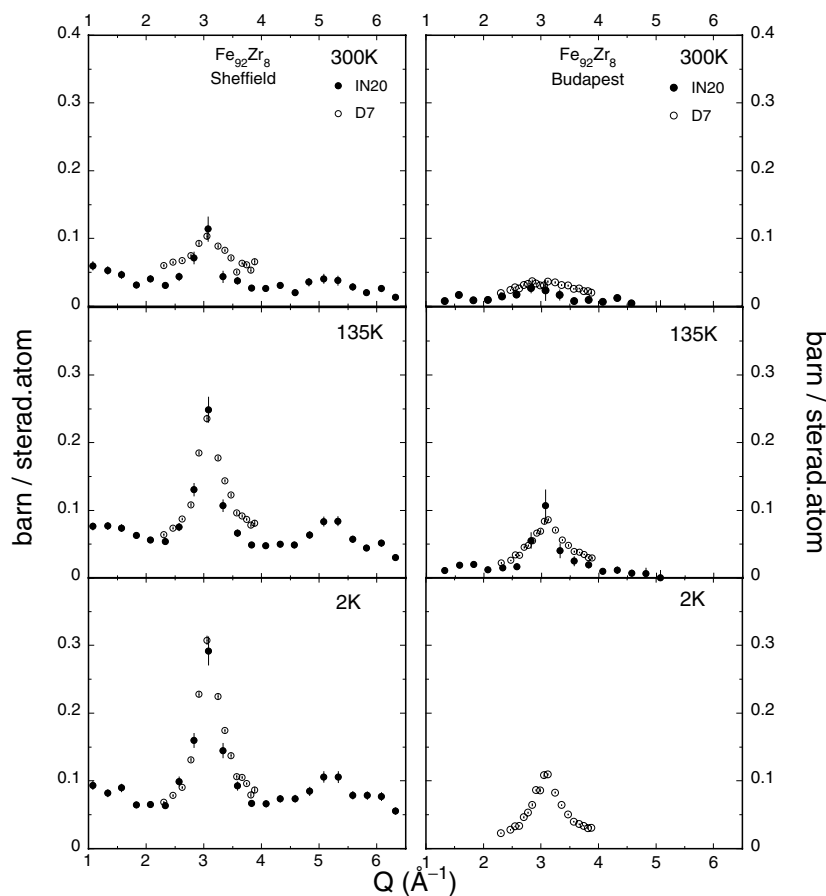 1 2 3 4 5 6
1 2 3 4 5 6
0.4
0.3
0.2
0.1
0
Fe₉₂Zr₈
Sheffield
300K
IN20
D7
Fe₉₂Zr₈
Budapest
300K
IN20
D7
0.4
0.3
0.2
0.1
0
135K
0.3
0.2
0.1
0
135K
0.3
0.2
0.1
0
barn / sterad.atom
barn / sterad.atom
2K
0.3
0.2
0.1
0
2K
0.3
0.2
0.1
0
1 2 3 4 5 6
1 2 3 4 5 6
Q (Å⁻¹)